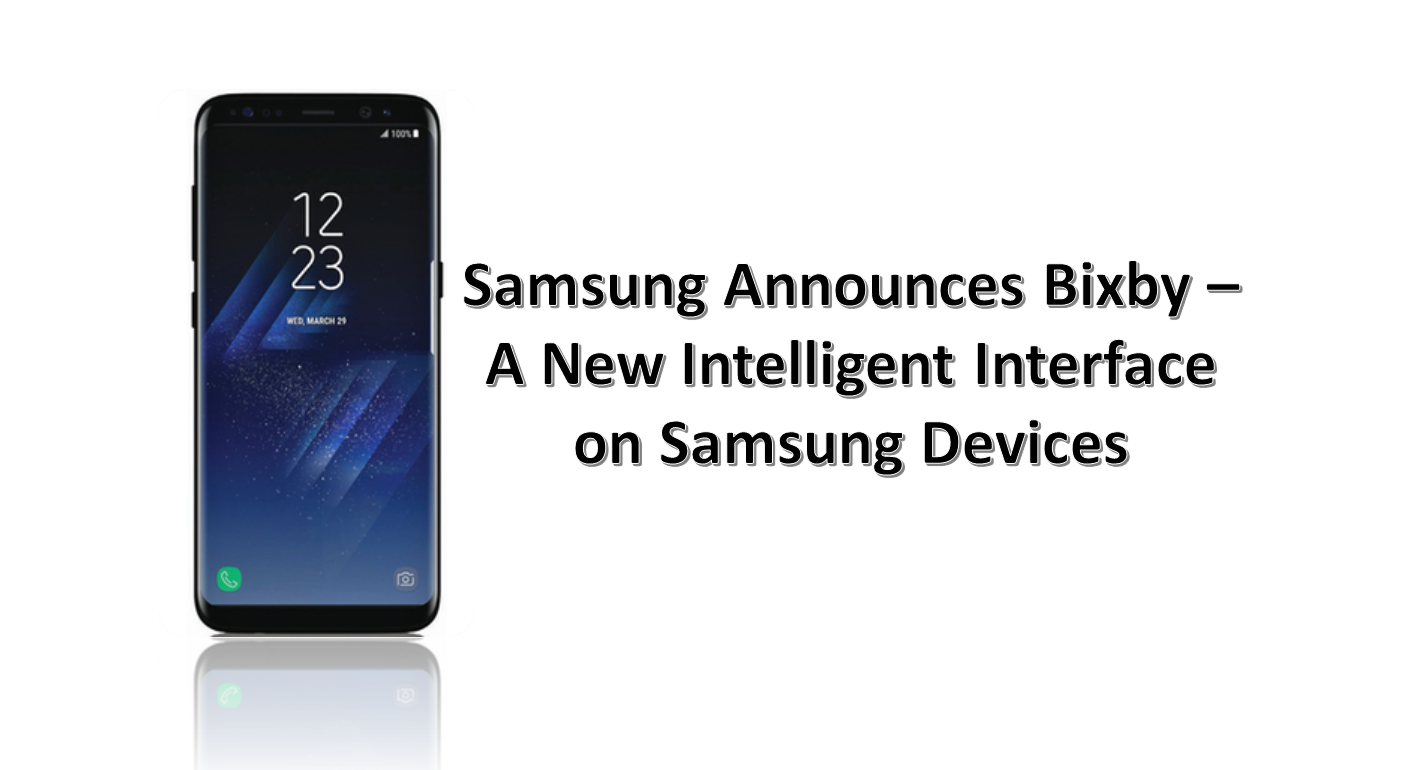 100%
12
23
WED, MARCH 29
Samsung Announces Bixby –
A New Intelligent Interface
on Samsung Devices